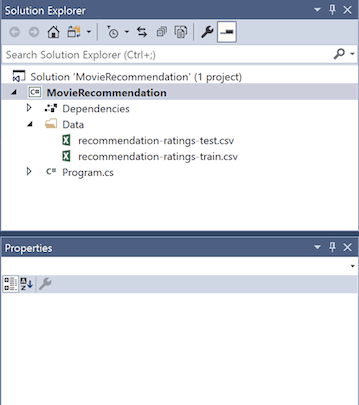 Solution Explorer
Search Solution Explorer (Ctrl+;)
Solution 'MovieRecommendation' (1 project)
C# MovieRecommendation
Dependencies
Data
recommendation-ratings-test.csv
recommendation-ratings-train.csv
C# Program.cs
Properties